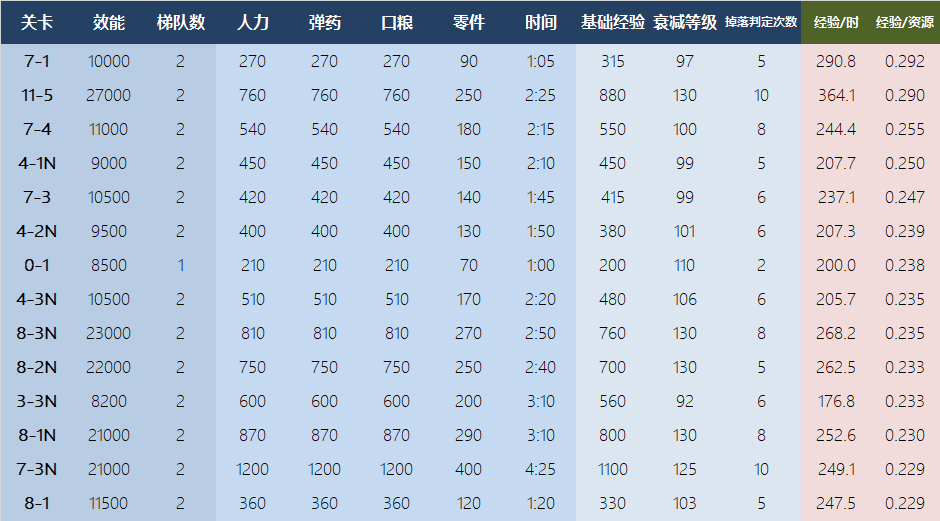 关卡 效能 梯队数 人力 弹药 口粮 零件 时间 基础经验 衰减等级 掉落判定次数 经验/时 经验/资源
7-1 10000 2 270 270 270 90 1:05 315 97 5 290.8 0.292
11-5 27000 2 760 760 760 250 2:25 880 130 10 364.1 0.290
7-4 11000 2 540 540 540 180 2:15 550 100 8 244.4 0.255
4-1N 9000 2 450 450 450 150 2:10 450 99 5 207.7 0.250
7-3 10500 2 420 420 420 140 1:45 415 99 6 237.1 0.247
4-2N 9500 2 400 400 400 130 1:50 380 101 6 207.3 0.239
0-1 8500 1 210 210 210 70 1:00 200 110 2 200.0 0.238
4-3N 10500 2 510 510 510 170 2:20 480 106 6 205.7 0.235
8-3N 23000 2 810 810 810 270 2:50 760 130 8 268.2 0.235
8-2N 22000 2 750 750 750 250 2:40 700 130 5 262.5 0.233
3-3N 8200 2 600 600 600 200 3:10 560 92 6 176.8 0.233
8-1N 21000 2 870 870 870 290 3:10 800 130 8 252.6 0.230
7-3N 21000 2 1200 1200 1200 400 4:25 1100 125 10 249.1 0.229
8-1 11500 2 360 360 360 120 1:20 330 103 5 247.5 0.229